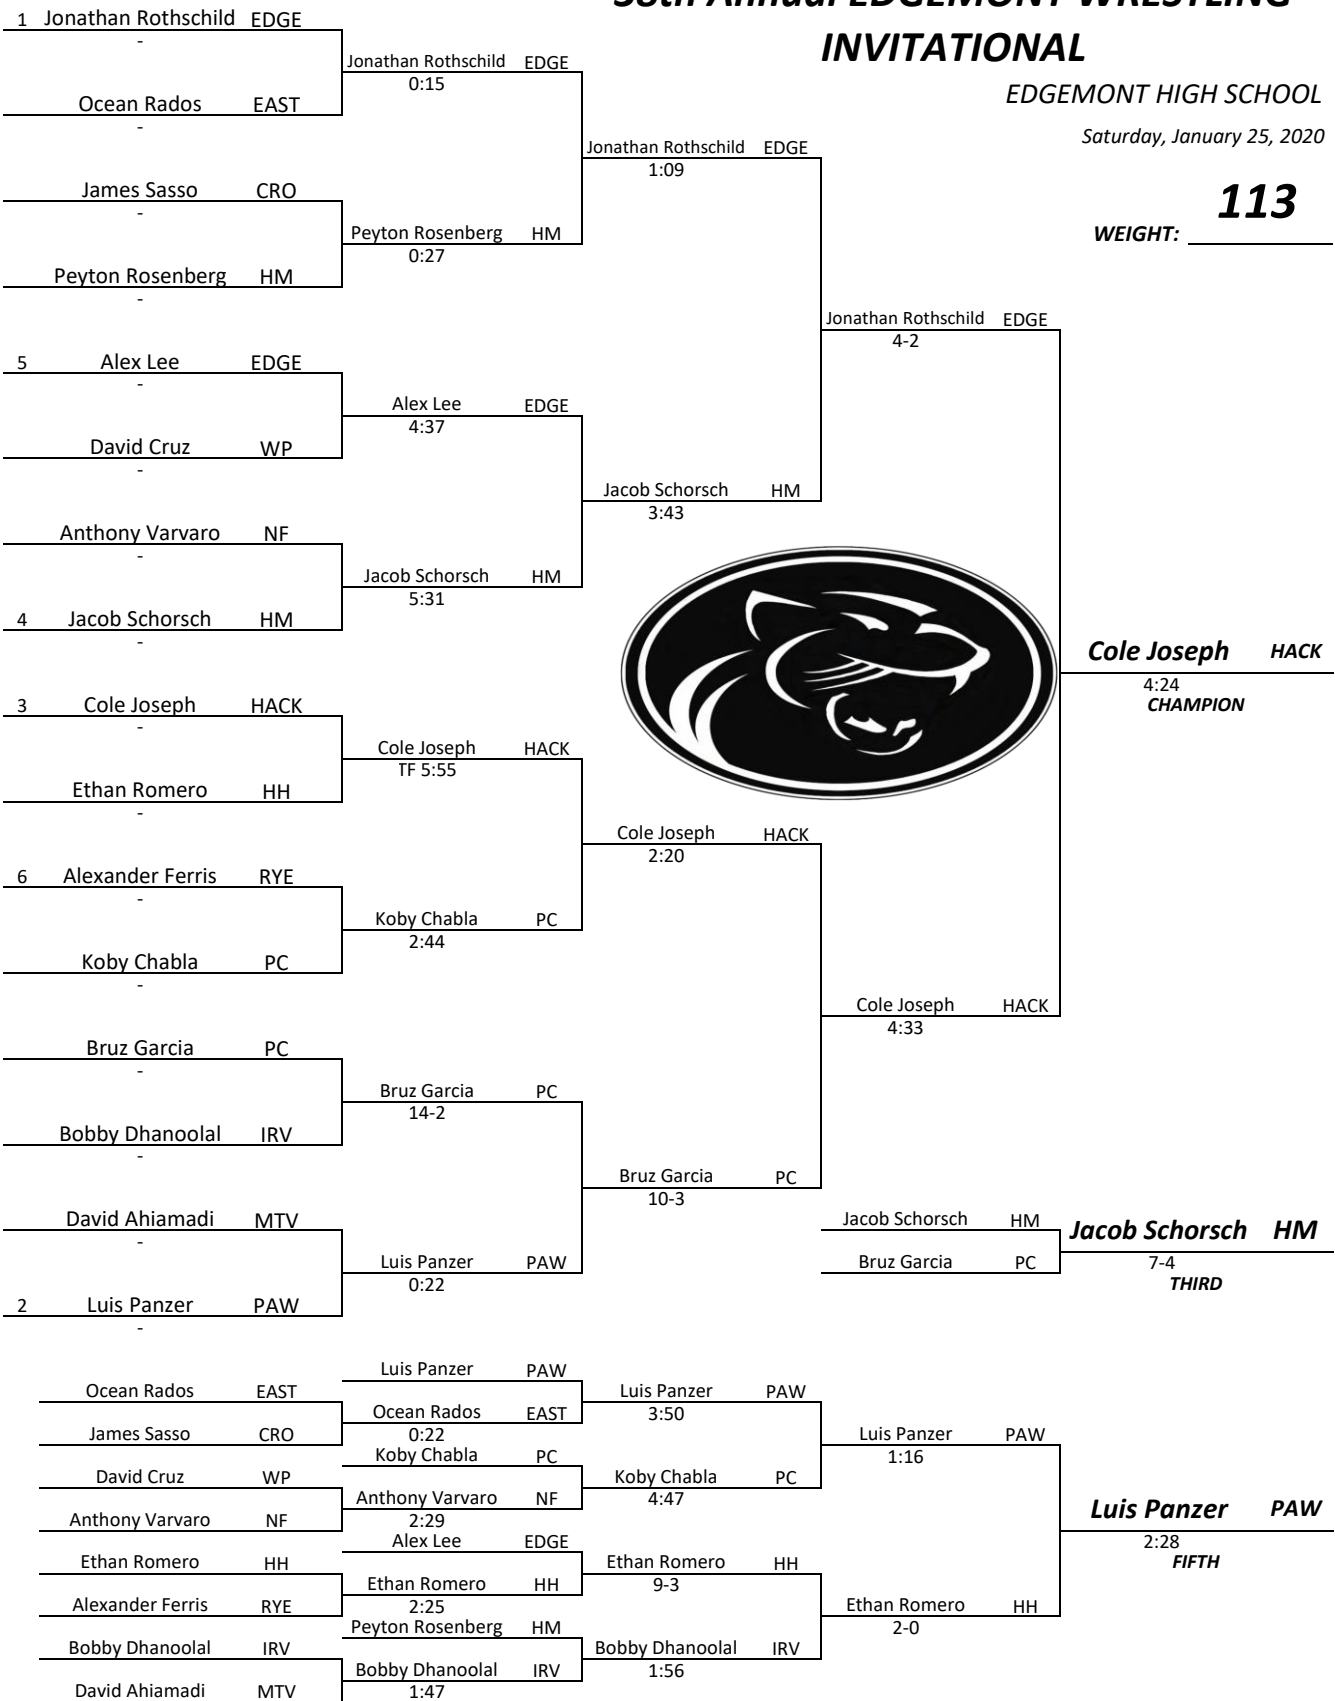 38th Annual EDGEMONT WRESTLING
INVITATIONAL
EDGEMONT HIGH SCHOOL
Saturday, January 25, 2020
WEIGHT: 113
1 Jonathan Rothschild EDGE
-
Ocean Rados EAST
-
James Sasso CRO
-
Peyton Rosenberg HM
-
5 Alex Lee EDGE
-
David Cruz WP
-
Anthony Varvaro NF
-
4 Jacob Schorsch HM
-
3 Cole Joseph HACK
-
Ethan Romero HH
-
6 Alexander Ferris RYE
-
Koby Chabla PC
-
Bruz Garcia PC
-
Bobby Dhanoolal IRV
-
David Ahiamadi MTV
-
2 Luis Panzer PAW
-
Jonathan Rothschild EDGE
0:15
Peyton Rosenberg HM
0:27
Alex Lee EDGE
4:37
Jacob Schorsch HM
5:31
Cole Joseph HACK
TF 5:55
Koby Chabla PC
2:44
Bruz Garcia PC
14-2
Luis Panzer PAW
0:22
Jonathan Rothschild EDGE
1:09
Jacob Schorsch HM
3:43
Cole Joseph HACK
2:20
Bruz Garcia PC
10-3
Jonathan Rothschild EDGE
4-2
Cole Joseph HACK
4:33
Cole Joseph HACK
4:24
CHAMPION
Jacob Schorsch HM
Bruz Garcia PC
Jacob Schorsch HM
7-4
THIRD
Ocean Rados EAST
James Sasso CRO
David Cruz WP
Anthony Varvaro NF
Ethan Romero HH
Alexander Ferris RYE
Bobby Dhanoolal IRV
David Ahiamadi MTV
Luis Panzer PAW
Ocean Rados EAST
0:22
Koby Chabla PC
Anthony Varvaro NF
2:29
Alex Lee EDGE
Ethan Romero HH
2:25
Peyton Rosenberg HM
Bobby Dhanoolal IRV
1:47
Luis Panzer PAW
3:50
Koby Chabla PC
4:47
Ethan Romero HH
9-3
Bobby Dhanoolal IRV
1:56
Luis Panzer PAW
1:16
Ethan Romero HH
2-0
Luis Panzer PAW
2:28
FIFTH